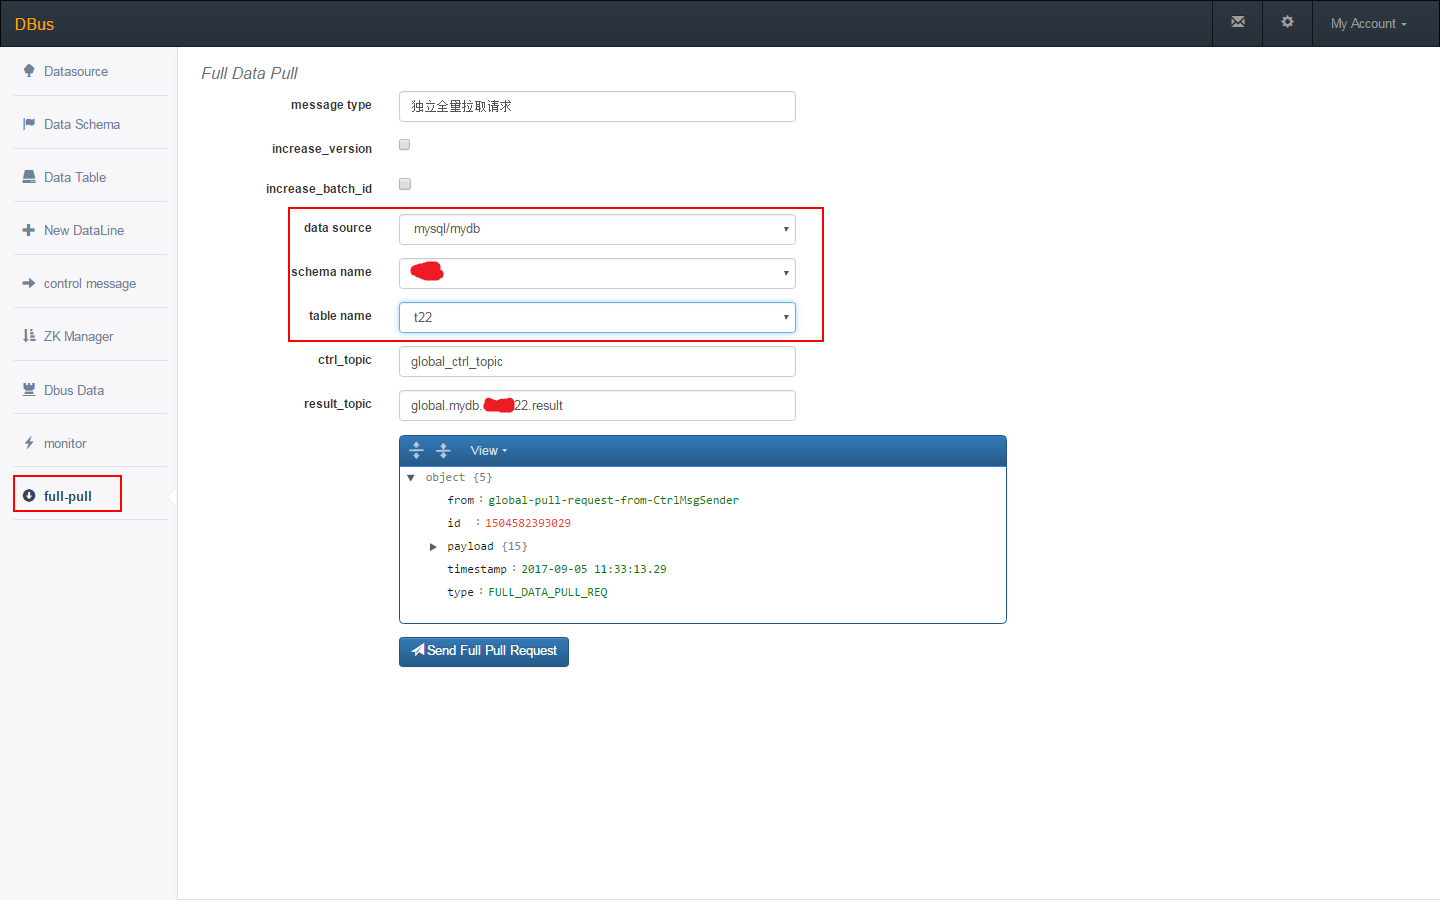 DBus
My Account
Datasource
Data Schema
Data Table
New DataLine
control message
ZK Manager
Dbus Data
monitor
full-pull
Full Data Pull
message type 独立全量拉取请求
increase_version
increase_batch_id
data source mysql/mydb
schema name
table name t22
ctrl_topic global_ctrl_topic
result_topic global.mydb. 22.result
View
object {5}
from : global-pull-request-from-CtrlMsgSender
id : 1504582393029
payload {15}
timestamp : 2017-09-05 11:33:13.29
type : FULL_DATA_PULL_REQ
Send Full Pull Request